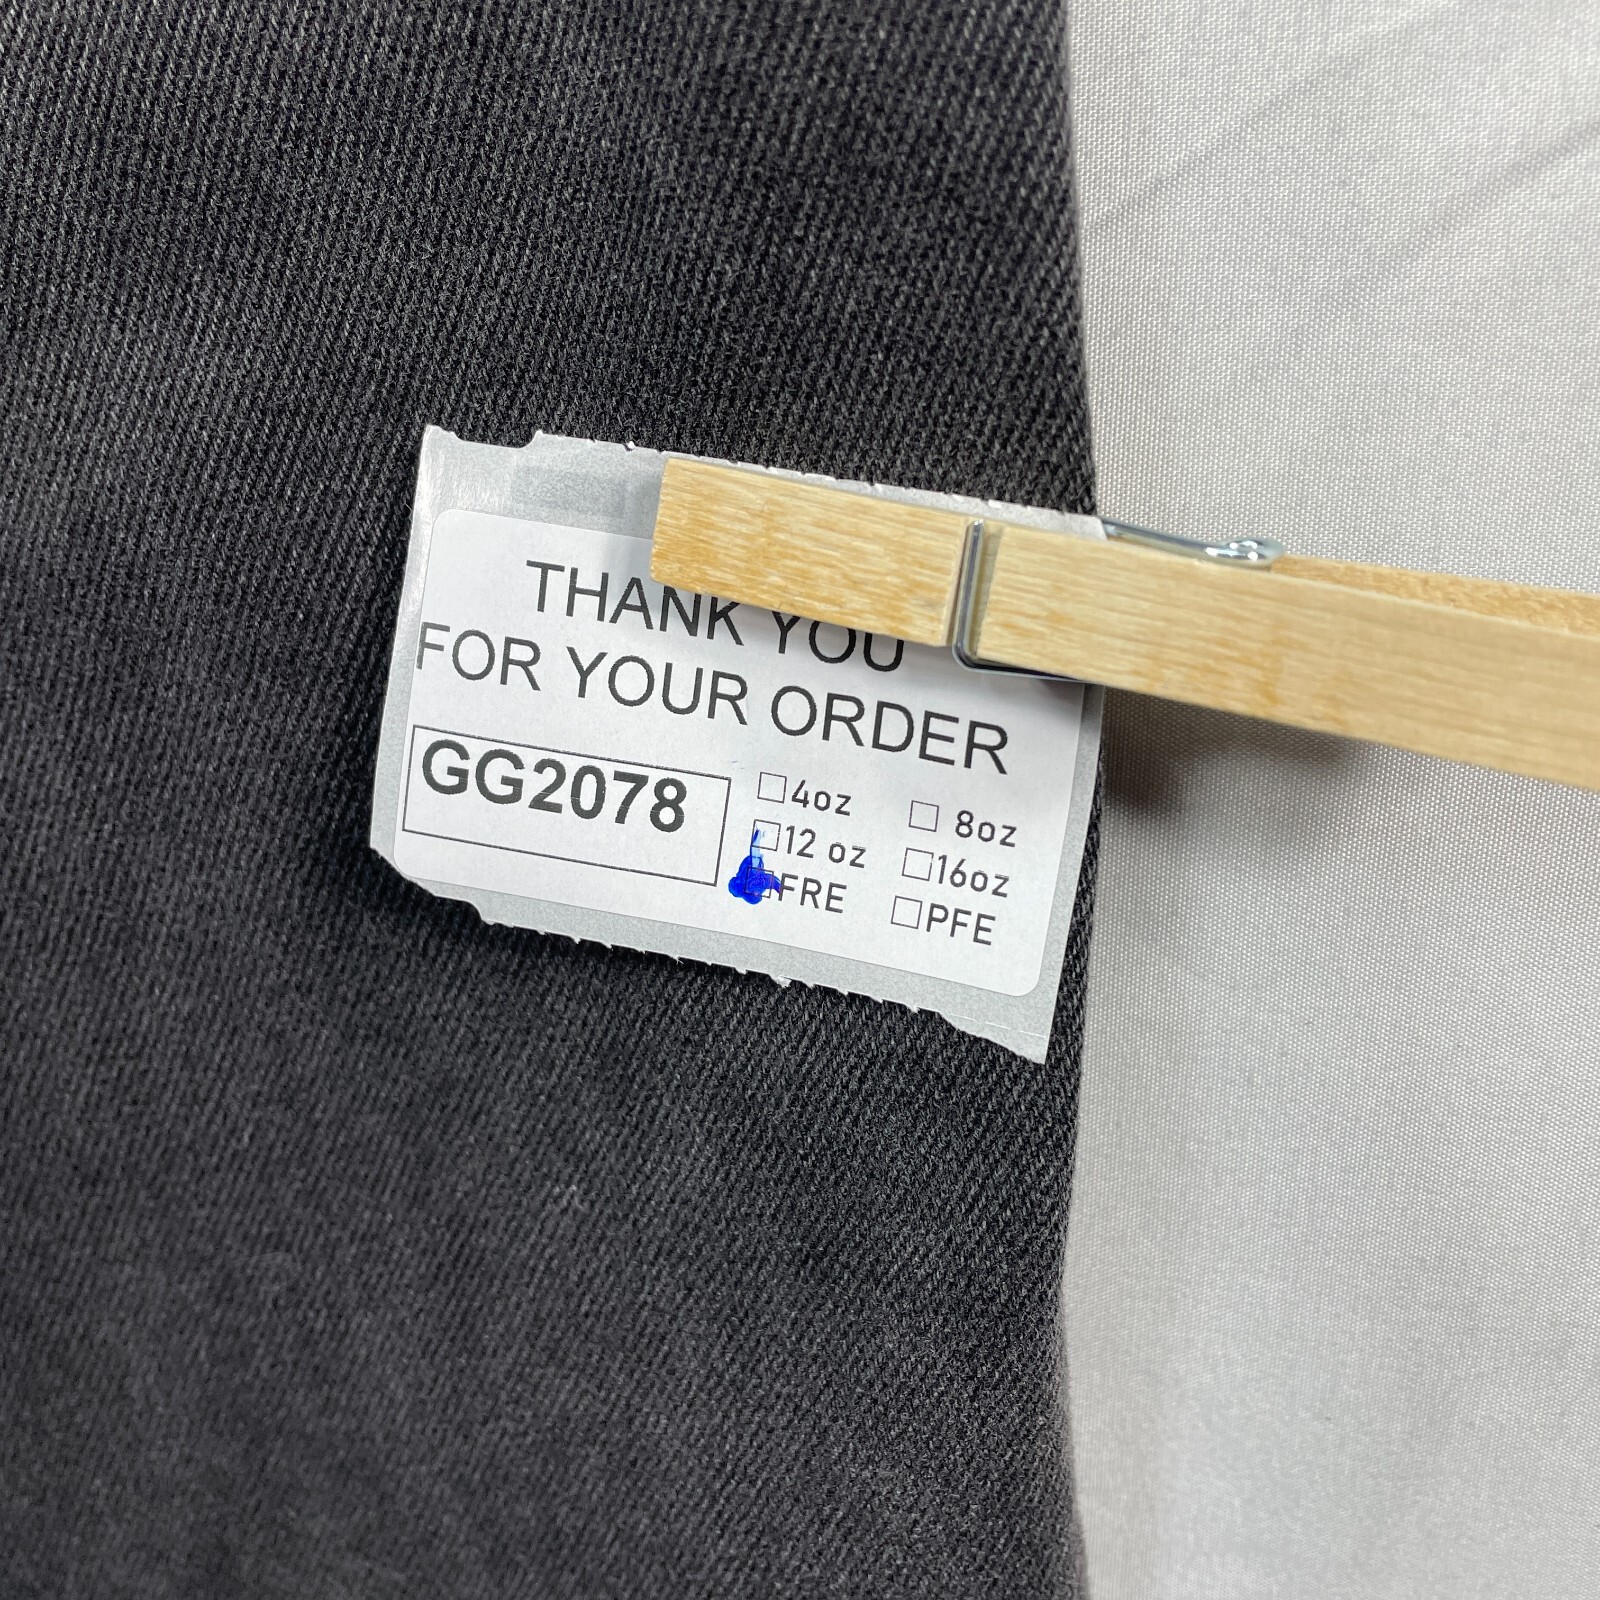 THANK YOU
FOR YOUR ORDER
GG2078
4oz 8oz
12 oz 16oz
FRE PFE